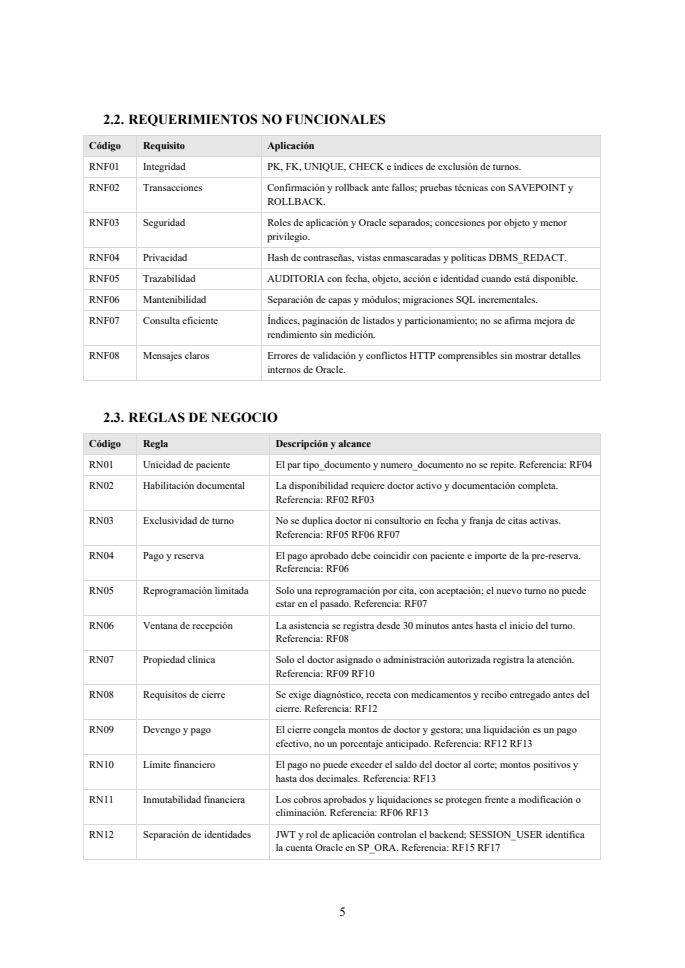 2.2. REQUERIMIENTOS NO FUNCIONALES
Código Requisito Aplicación
RNF01 Integridad PK, FK, UNIQUE, CHECK e índices de exclusión de turnos.
RNF02 Transacciones Confirmación y rollback ante fallos; pruebas técnicas con SAVEPOINT y
ROLLBACK.
RNF03 Seguridad Roles de aplicación y Oracle separados; concesiones por objeto y menor
privilegio.
RNF04 Privacidad Hash de contraseñas, vistas enmascaradas y políticas DBMS_REDACT.
RNF05 Trazabilidad AUDITORIA con fecha, objeto, acción e identidad cuando está disponible.
RNF06 Mantenibilidad Separación de capas y módulos; migraciones SQL incrementales.
RNF07 Consulta eficiente Índices, paginación de listados y particionamiento; no se afirma mejora de
rendimiento sin medición.
RNF08 Mensajes claros Errores de validación y conflictos HTTP comprensibles sin mostrar detalles
internos de Oracle.
2.3. REGLAS DE NEGOCIO
Código Regla Descripción y alcance
RN01 Unicidad de paciente El par tipo_documento y numero_documento no se repite. Referencia: RF04
RN02 Habilitación documental La disponibilidad requiere doctor activo y documentación completa.
Referencia: RF02 RF03
RN03 Exclusividad de turno No se duplica doctor ni consultorio en fecha y franja de citas activas.
Referencia: RF05 RF06 RF07
RN04 Pago y reserva El pago aprobado debe coincidir con paciente e importe de la pre-reserva.
Referencia: RF06
RN05 Reprogramación limitada Solo una reprogramación por cita, con aceptación; el nuevo turno no puede
estar en el pasado. Referencia: RF07
RN06 Ventana de recepción La asistencia se registra desde 30 minutos antes hasta el inicio del turno.
Referencia: RF08
RN07 Propiedad clínica Solo el doctor asignado o administración autorizada registra la atención.
Referencia: RF09 RF10
RN08 Requisitos de cierre Se exige diagnóstico, receta con medicamentos y recibo entregado antes del
cierre. Referencia: RF12
RN09 Devengo y pago El cierre congela montos de doctor y gestora; una liquidación es un pago
efectivo, no un porcentaje anticipado. Referencia: RF12 RF13
RN10 Límite financiero El pago no puede exceder el saldo del doctor al corte; montos positivos y
hasta dos decimales. Referencia: RF13
RN11 Inmutabilidad financiera Los cobros aprobados y liquidaciones se protegen frente a modificación o
eliminación. Referencia: RF06 RF13
RN12 Separación de identidades JWT y rol de aplicación controlan el backend; SESSION_USER identifica
la cuenta Oracle en SP_ORA. Referencia: RF15 RF17
5